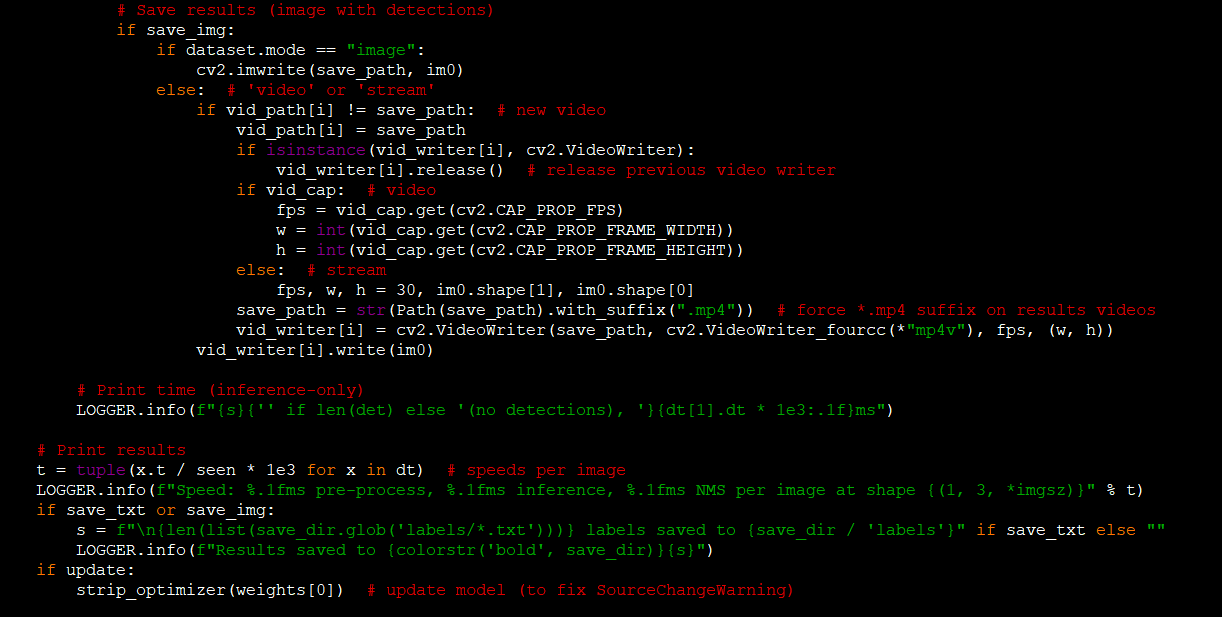 # Save results (image with detections)
if save_img:
if dataset.mode == "image":
cv2.imwrite(save_path, im0)
else:  # 'video' or 'stream'
if vid_path[i] != save_path:  # new video
vid_path[i] = save_path
if isinstance(vid_writer[i], cv2.VideoWriter):
vid_writer[i].release()  # release previous video writer
if vid_cap:  # video
fps = vid_cap.get(cv2.CAP_PROP_FPS)
w = int(vid_cap.get(cv2.CAP_PROP_FRAME_WIDTH))
h = int(vid_cap.get(cv2.CAP_PROP_FRAME_HEIGHT))
else:  # stream
fps, w, h = 30, im0.shape[1], im0.shape[0]
save_path = str(Path(save_path).with_suffix(".mp4"))  # force *.mp4 suffix on results videos
vid_writer[i] = cv2.VideoWriter(save_path, cv2.VideoWriter_fourcc(*"mp4v"), fps, (w, h))
vid_writer[i].write(im0)
# Print time (inference-only)
LOGGER.info(f"{s}{'' if len(det) else '(no detections), '}{dt[1].dt * 1e3:.1f}ms")
# Print results
t = tuple(x.t / seen * 1e3 for x in dt)  # speeds per image
LOGGER.info(f"Speed: %.1fms pre-process, %.1fms inference, %.1fms NMS per image at shape {(1, 3, *imgsz)}" % t)
if save_txt or save_img:
s = f"\n{len(list(save_dir.glob('labels/*.txt')))} labels saved to {save_dir / 'labels'}" if save_txt else ""
LOGGER.info(f"Results saved to {colorstr('bold', save_dir)}{s}")
if update:
strip_optimizer(weights[0])  # update model (to fix SourceChangeWarning)